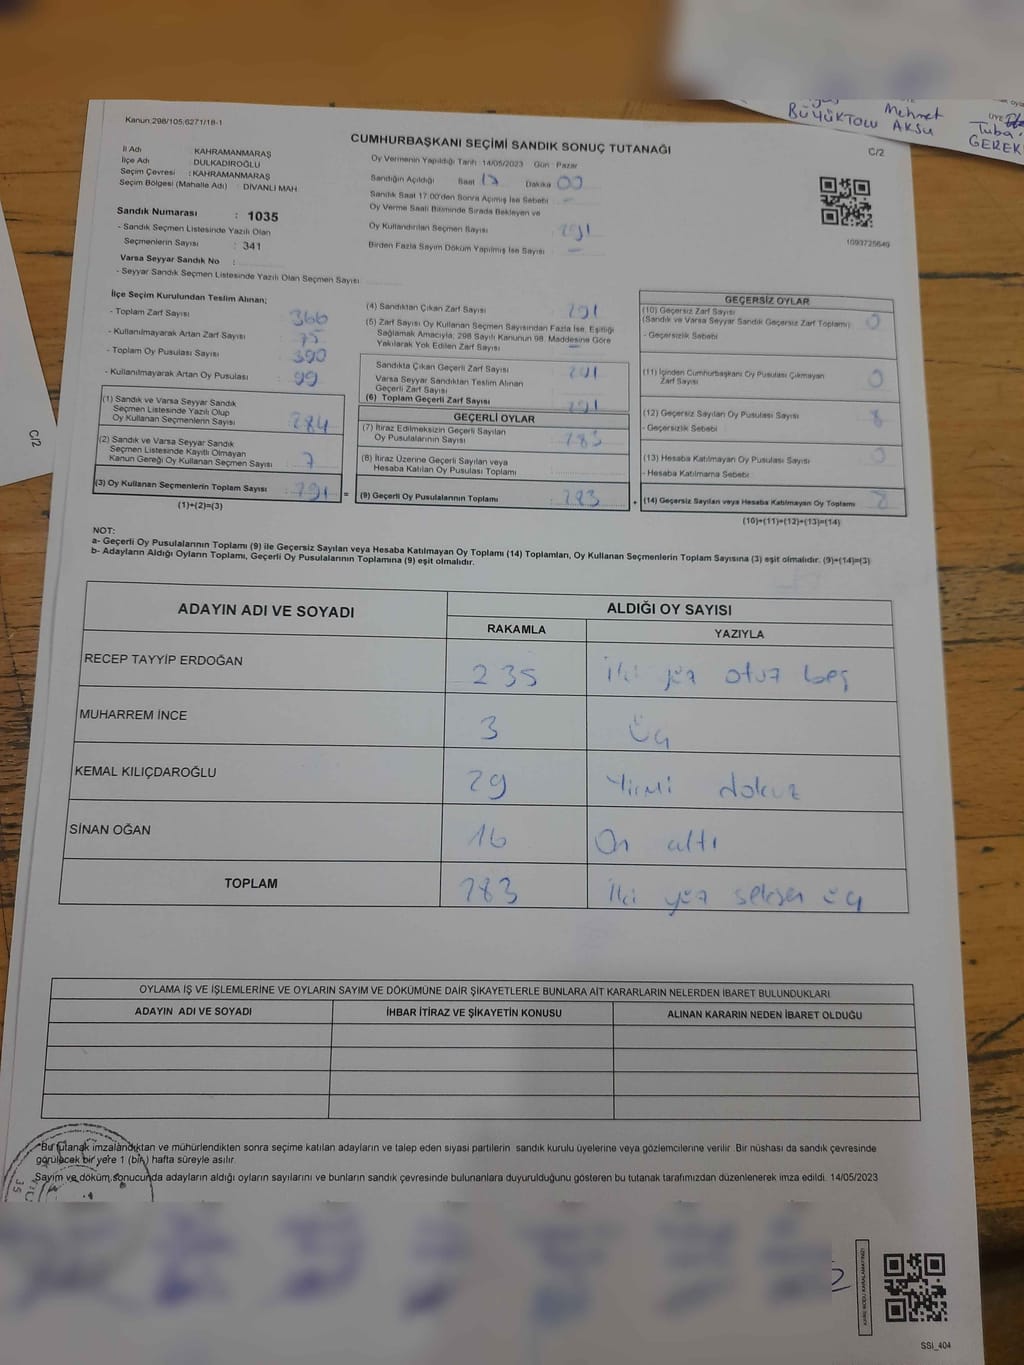 BÜYÜKTOLU
Mehmet
AKSU
ÜYE
Tuba
GEREK
C/2
Kanun:298/105;6271/18-1
CUMHURBAŞKANI SEÇİMİ SANDIK SONUÇ TUTANAĞI
C/2
İl Adı : KAHRAMANMARAŞ
İlçe Adı : DULKADİROĞLU
Seçim Çevresi : KAHRAMANMARAŞ
Seçim Bölgesi (Mahalle Adı) : DİVANLI MAH.
Sandık Numarası : 1035
- Sandık Seçmen Listesinde Yazılı Olan
Seçmenlerin Sayısı : 341
Varsa Seyyar Sandık No :
- Seyyar Sandık Seçmen Listesinde Yazılı Olan Seçmen Sayısı
Oy Vermenin Yapıldığı Tarih 14/05/2023 Gün : Pazar
Sandığın Açıldığı Saat 17 Dakika 00
Sandık Saat 17:00'den Sonra Açılmış İse Sebebi
Oy Verme Saati Bitiminde Sırada Bekleyen ve
Oy Kullandırılan Seçmen Sayısı 291
Birden Fazla Sayım Döküm Yapılmış İse Sayısı -
1093725649
İlçe Seçim Kurulundan Teslim Alınan;
- Toplam Zarf Sayısı 366
- Kullanılmayarak Artan Zarf Sayısı 75
- Toplam Oy Pusulası Sayısı 390
- Kullanılmayarak Artan Oy Pusulası 99
(1) Sandık ve Varsa Seyyar Sandık
Seçmen Listesinde Yazılı Olup
Oy Kullanan Seçmenlerin Sayısı 284
(2) Sandık ve Varsa Seyyar Sandık
Seçmen Listesinde Kayıtlı Olmayan
Kanun Gereği Oy Kullanan Seçmen Sayısı 7
(3) Oy Kullanan Seçmenlerin Toplam Sayısı 291 =
(1)+(2)=(3)
(4) Sandıktan Çıkan Zarf Sayısı 291
(5) Zarf Sayısı Oy Kullanan Seçmen Sayısından Fazla İse, Eşitliği
Sağlamak Amacıyla, 298 Sayılı Kanunun 98. Maddesine Göre
Yakılarak Yok Edilen Zarf Sayısı -
Sandıkta Çıkan Geçerli Zarf Sayısı 291
Varsa Seyyar Sandıktan Teslim Alınan
Geçerli Zarf Sayısı
(6) Toplam Geçerli Zarf Sayısı 291
GEÇERLİ OYLAR
(7) İtiraz Edilmeksizin Geçerli Sayılan
Oy Pusulalarının Sayısı 283
(8) İtiraz Üzerine Geçerli Sayılan veya
Hesaba Katılan Oy Pusulası Toplamı
(9) Geçerli Oy Pusulalarının Toplamı 283 +
GEÇERSİZ OYLAR
(10) Geçersiz Zarf Sayısı
(Sandık ve Varsa Seyyar Sandık Geçersiz Zarf Toplamı) 0
- Geçersizlik Sebebi
(11) İçinden Cumhurbaşkanı Oy Pusulası Çıkmayan
Zarf Sayısı 0
(12) Geçersiz Sayılan Oy Pusulası Sayısı 8
- Geçersizlik Sebebi
(13) Hesaba Katılmayan Oy Pusulası Sayısı 0
- Hesaba Katılmama Sebebi
(14) Geçersiz Sayılan veya Hesaba Katılmayan Oy Toplamı 8
(10)+(11)+(12)+(13)=(14)
NOT:
a- Geçerli Oy Pusulalarının Toplamı (9) ile Geçersiz Sayılan veya Hesaba Katılmayan Oy Toplamı (14) Toplamları, Oy Kullanan Seçmenlerin Toplam Sayısına (3) eşit olmalıdır. (9)+(14)=(3)
b- Adayların Aldığı Oyların Toplamı, Geçerli Oy Pusulalarının Toplamına (9) eşit olmalıdır.
ADAYIN ADI VE SOYADI ALDIĞI OY SAYISI
RAKAMLA YAZIYLA
RECEP TAYYİP ERDOĞAN 235 İki yüz otuz beş
MUHARREM İNCE 3 Üç
KEMAL KILIÇDAROĞLU 29 Yirmi dokuz
SİNAN OĞAN 16 On altı
TOPLAM 283 İki yüz seksen üç
OYLAMA İŞ VE İŞLEMLERİNE VE OYLARIN SAYIM VE DÖKÜMÜNE DAİR ŞİKAYETLERLE BUNLARA AİT KARARLARIN NELERDEN İBARET BULUNDUKLARI
ADAYIN ADI VE SOYADI İHBAR İTİRAZ VE ŞİKAYETİN KONUSU ALINAN KARARIN NEDEN İBARET OLDUĞU
*Bu tutanak imzalandıktan ve mühürlendikten sonra seçime katılan adayların ve talep eden siyasi partilerin sandık kurulu üyelerine veya gözlemcilerine verilir. Bir nüshası da sandık çevresinde
görülecek bir yere 1 (bir) hafta süreyle asılır.
Sayım ve döküm sonucunda adayların aldığı oyların sayılarını ve bunların sandık çevresinde bulunanlara duyurulduğunu gösteren bu tutanak tarafımızdan düzenlenerek imza edildi. 14/05/2023
SSİ_404